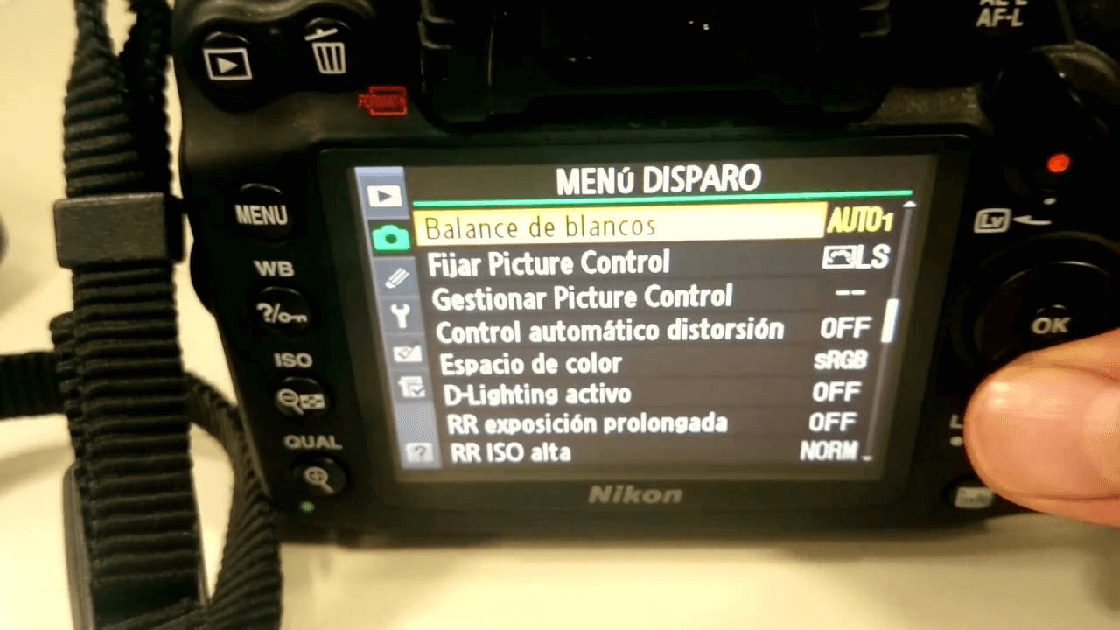 AE-L
AF-L
FORMAT
MENÚ DISPARO
MENU
Balance de blancos AUTO1
Fijar Picture Control LS
Lv
WB
Gestionar Picture Control --
?/
Control automático distorsión OFF
OK
ISO
Espacio de color sRGB
D-Lighting activo OFF
RR exposición prolongada OFF
QUAL
RR ISO alta NORM
?
Nikon